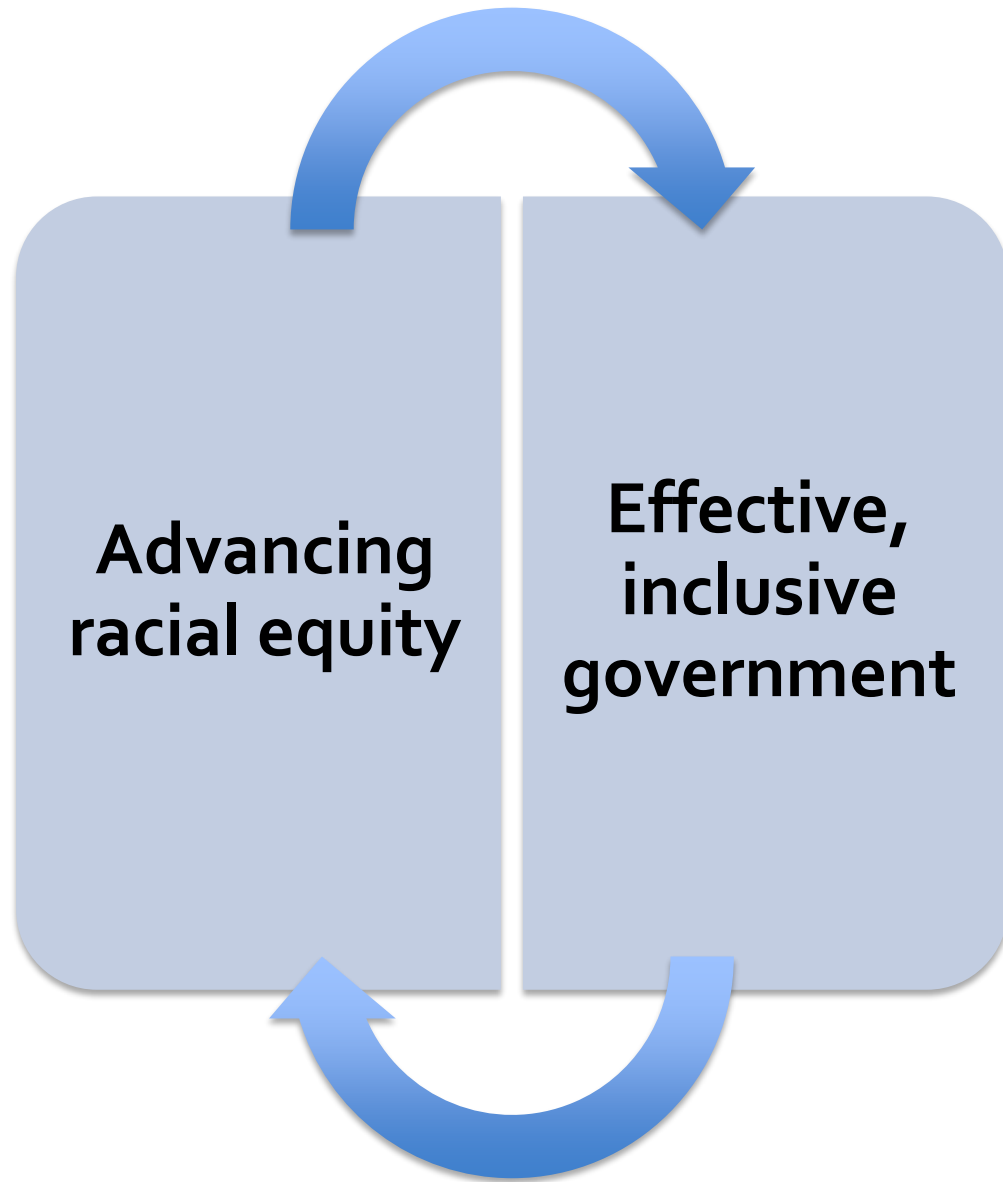 Advancing
racial equity
Effective,
inclusive
government